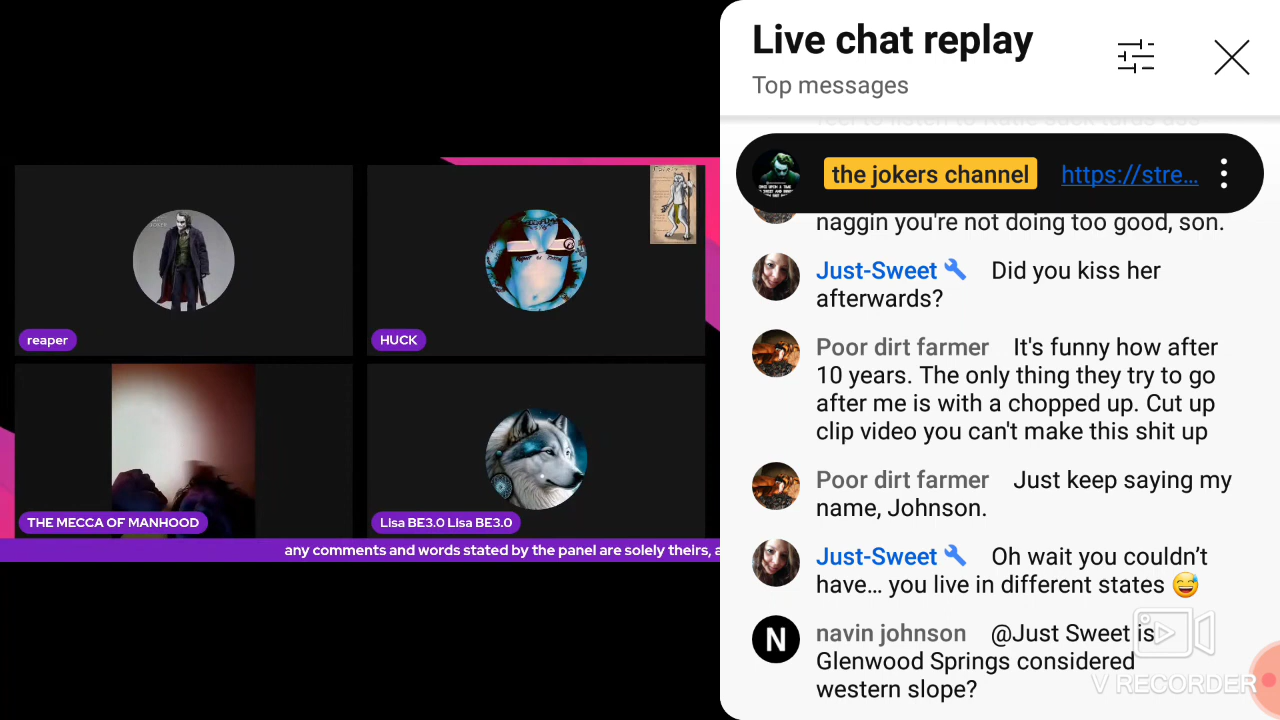 Live chat replay
Top messages
the jokers channel https://stre...
naggin you're not doing too good, son.
Just-Sweet Did you kiss her
afterwards?
Poor dirt farmer It's funny how after
10 years. The only thing they try to go
after me is with a chopped up. Cut up
clip video you can't make this shit up
Poor dirt farmer Just keep saying my
name, Johnson.
Just-Sweet Oh wait you couldn't
have... you live in different states 😅
N navin johnson @Just Sweet is
Glenwood Springs considered
western slope?
V RECORDER
reaper
HUCK
THE MECCA OF MANHOOD
Lisa BE3.0 Lisa BE3.0
any comments and words stated by the panel are solely theirs, a